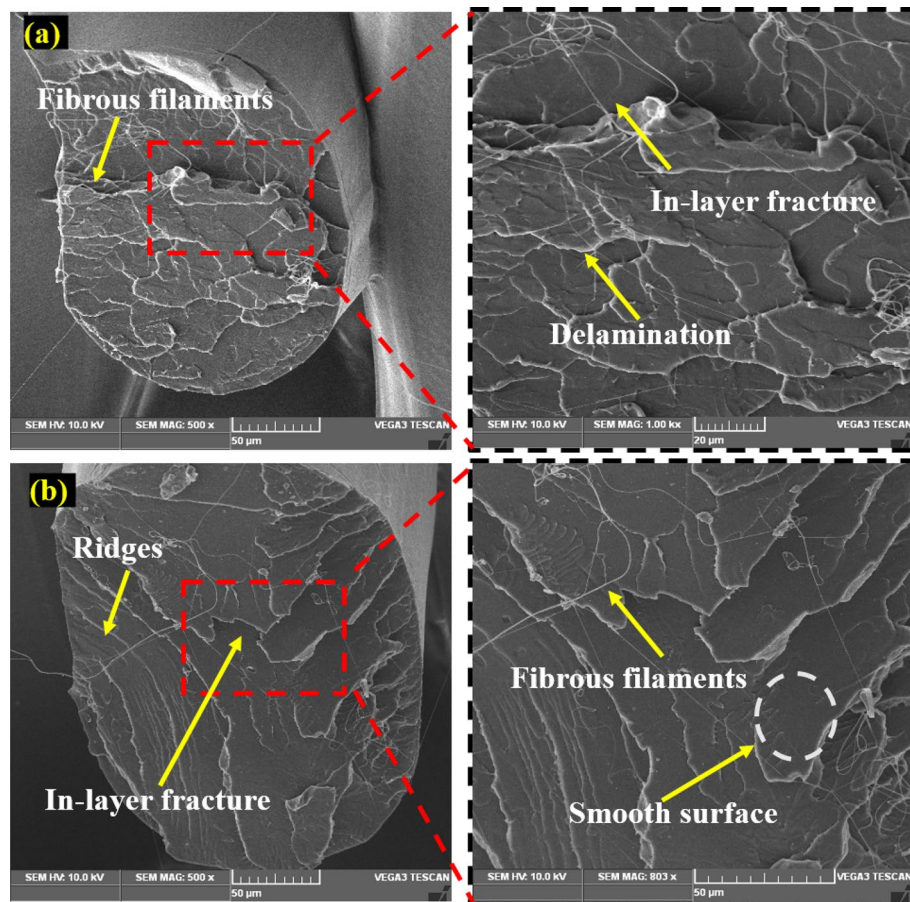 (a)
Fibrous filaments
In-layer fracture
Delamination
SEM HV: 10.0 kV SEM MAG: 500 x VEGA3 TESCAN
50 µm
SEM HV: 10.0 kV SEM MAG: 1.00 kx VEGA3 TESCAN
20 µm
(b)
Ridges
In-layer fracture
Fibrous filaments
Smooth surface
SEM HV: 10.0 kV SEM MAG: 500 x VEGA3 TESCAN
50 µm
SEM HV: 10.0 kV SEM MAG: 803 x VEGA3 TESCAN
50 µm